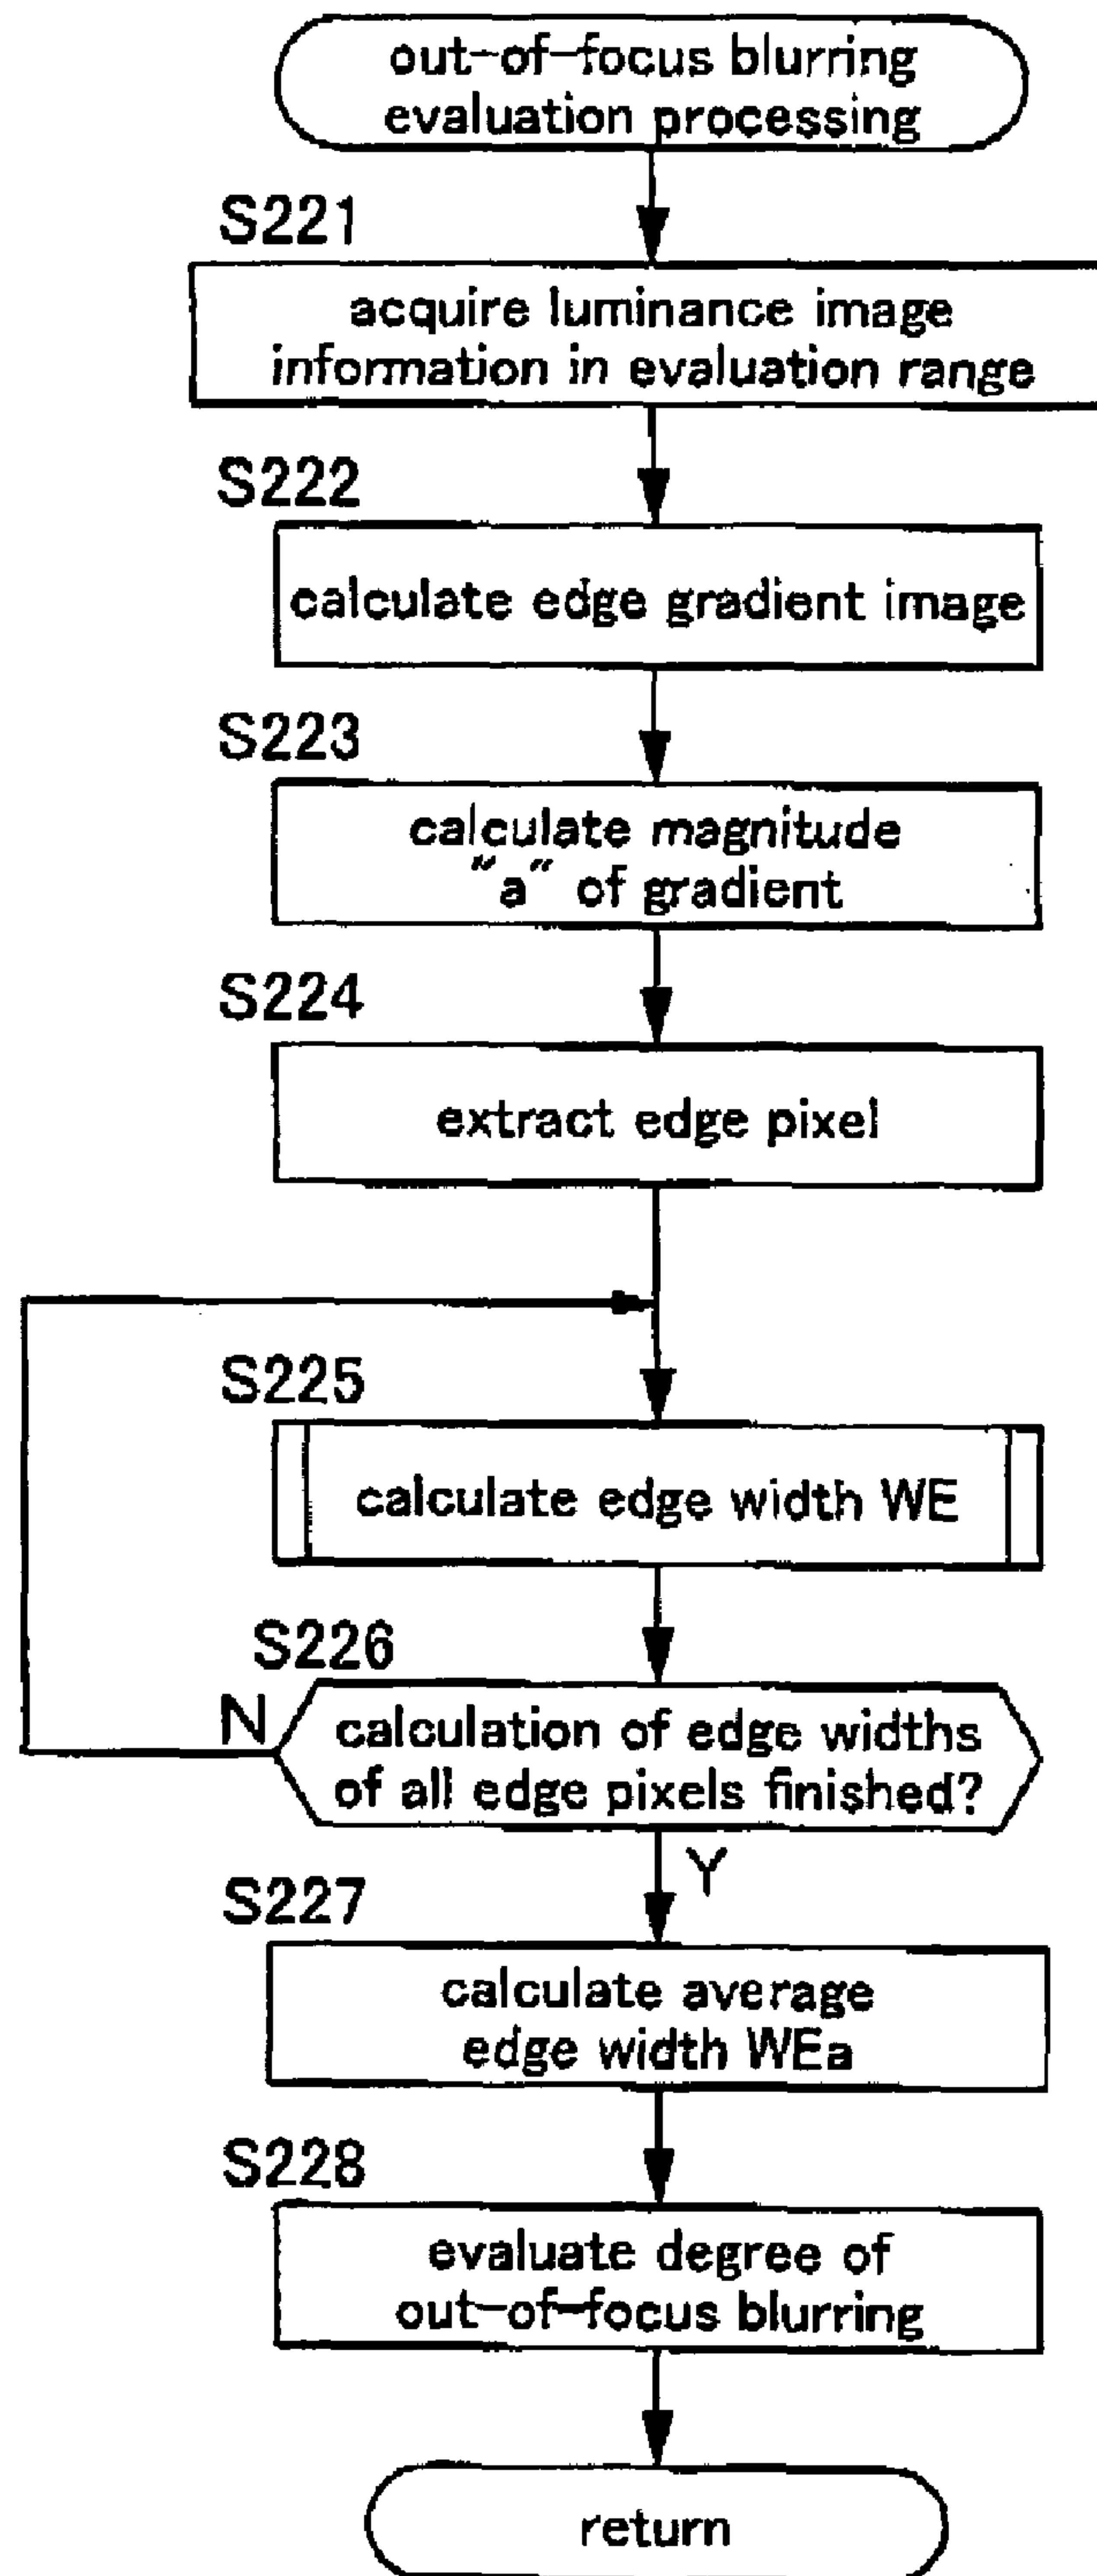 out-of-focus blurring
evaluation processing
S221
acquire luminance image
information in evaluation range
S222
calculate edge gradient image
S223
calculate magnitude
"a" of gradient
S224
extract edge pixel
S225
calculate edge width WE
S226
N
calculation of edge widths
of all edge pixels finished?
Y
S227
calculate average
edge width WEa
S228
evaluate degree of
out-of-focus blurring
return